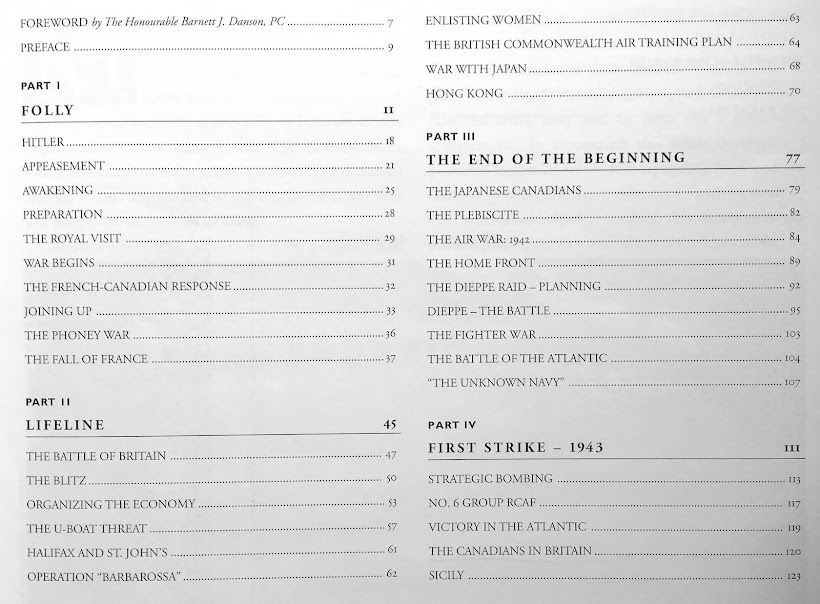 FOREWORD by The Honourable Barnett J. Danson, PC 7
PREFACE 9
PART I
FOLLY 11
HITLER 18
APPEASEMENT 21
AWAKENING 25
PREPARATION 28
THE ROYAL VISIT 29
WAR BEGINS 31
THE FRENCH-CANADIAN RESPONSE 32
JOINING UP 33
THE PHONEY WAR 36
THE FALL OF FRANCE 37
PART II
LIFELINE 45
THE BATTLE OF BRITAIN 47
THE BLITZ 50
ORGANIZING THE ECONOMY 53
THE U-BOAT THREAT 57
HALIFAX AND ST. JOHN'S 61
OPERATION "BARBAROSSA" 62
ENLISTING WOMEN 63
THE BRITISH COMMONWEALTH AIR TRAINING PLAN 64
WAR WITH JAPAN 68
HONG KONG 70
PART III
THE END OF THE BEGINNING 77
THE JAPANESE CANADIANS 79
THE PLEBISCITE 82
THE AIR WAR: 1942 84
THE HOME FRONT 89
THE DIEPPE RAID – PLANNING 92
DIEPPE – THE BATTLE 95
THE FIGHTER WAR 103
THE BATTLE OF THE ATLANTIC 104
"THE UNKNOWN NAVY" 107
PART IV
FIRST STRIKE – 1943 111
STRATEGIC BOMBING 113
NO. 6 GROUP RCAF 117
VICTORY IN THE ATLANTIC 119
THE CANADIANS IN BRITAIN 120
SICILY 123